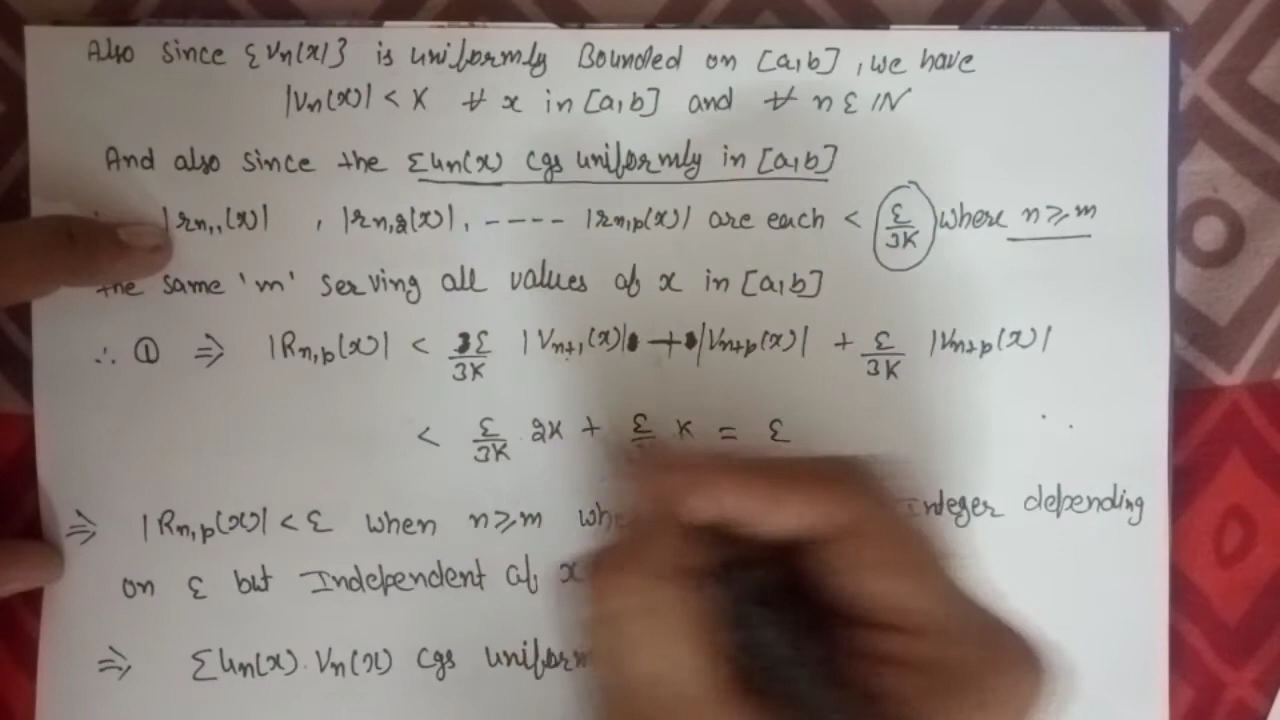 Also since {Vn(x)} is uniformly Bounded on [a,b], we have
|Vn(x)| < K ∀ x in [a,b] and ∀ n ε IN
And also since the Σun(x) cgs uniformly in [a,b]
|rn,1(x)| , |rn,2(x)|, ---- |rn,p(x)| are each < ε/3K where n ≥ m
the same 'm' serving all values of x in [a,b]
∴ ① ⇒ |Rn,p(x)| < ε/3K |Vn+1(x)| + |Vn+p(x)| + ε/3K |Vn+p(x)|
< ε/3K 2K + ε K = ε
⇒ |Rn,p(x)| < ε when n ≥ m Integer depending
on ε but Independent of x
⇒ Σun(x).Vn(x) cgs